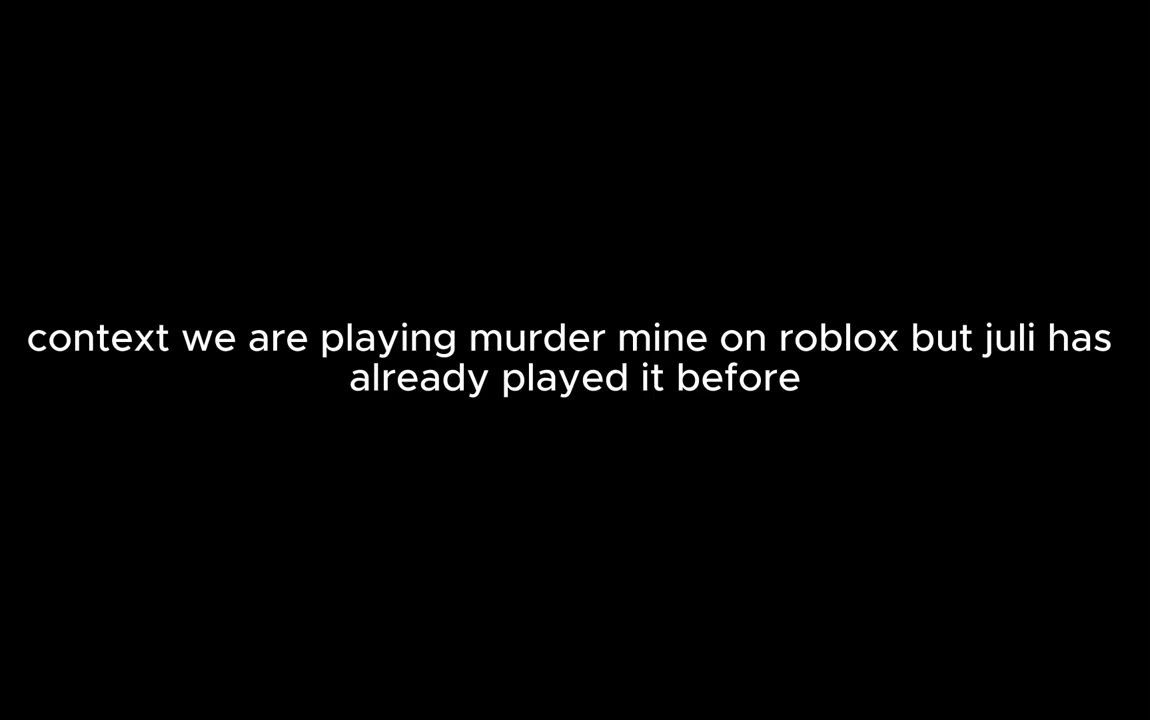 context we are playing murder mine on roblox but juli has
already played it before